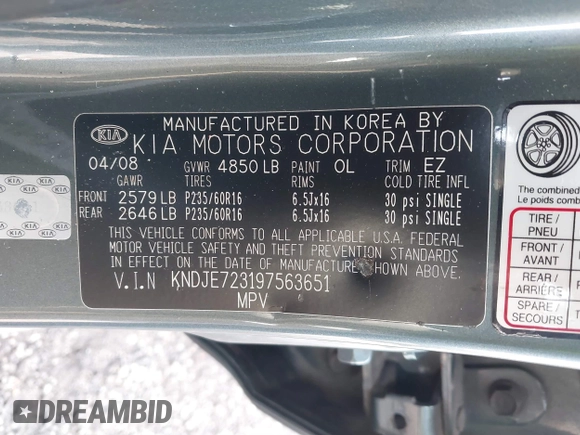 KIA
MANUFACTURED IN KOREA BY
KIA MOTORS CORPORATION
04/08 GVWR 4850 LB PAINT OL TRIM EZ
GAWR TIRES RIMS COLD TIRE INFL
FRONT 2579 LB P235/60R16 6.5Jx16 30 psi SINGLE
REAR 2646 LB P235/60R16 6.5Jx16 30 psi SINGLE
THIS VEHICLE CONFORMS TO ALL APPLICABLE U.S.A. FEDERAL
MOTOR VEHICLE SAFETY AND THEFT PREVENTION STANDARDS
IN EFFECT ON THE DATE OF MANUFACTURE SHOWN ABOVE.
V.I.N KNDJE723197563651
MPV
The combined
Le poids comb
TIRE /
PNEU
FRONT /
AVANT
REAR /
ARRIÈRE
SPARE /
SECOURS
DREAMBID